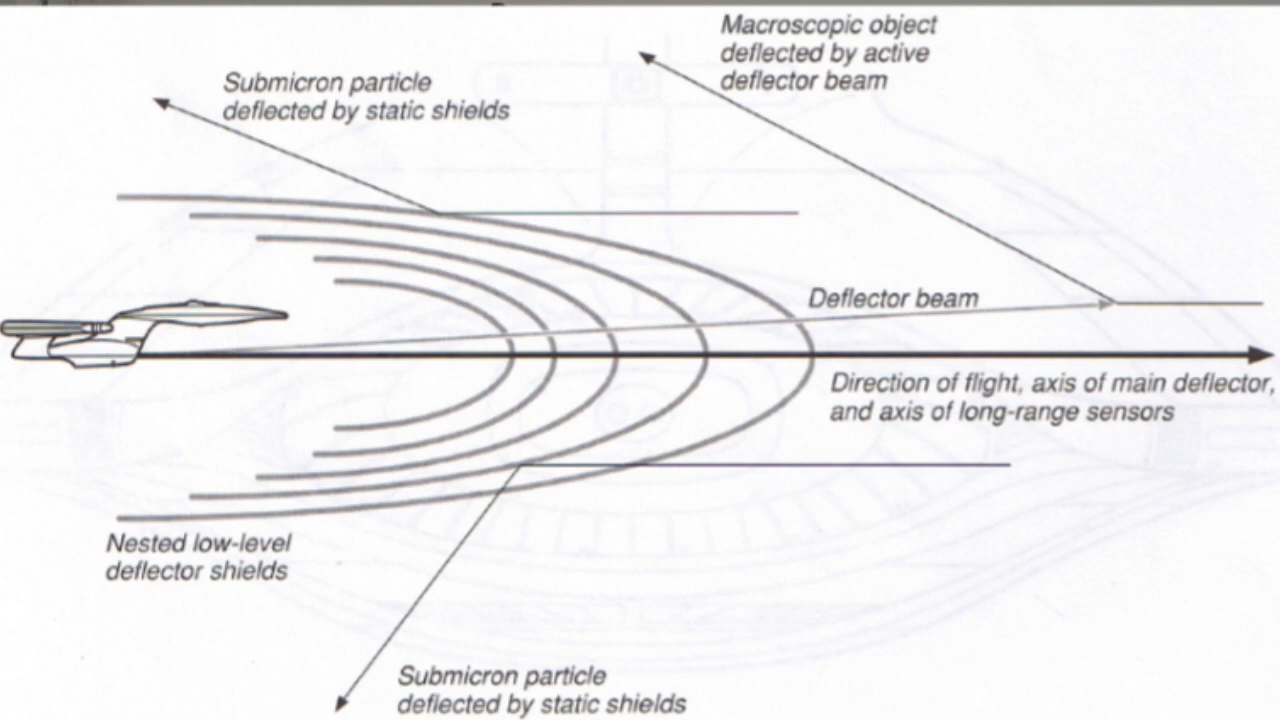 Macroscopic object
deflected by active
deflector beam
Submicron particle
deflected by static shields
Deflector beam
Direction of flight, axis of main deflector,
and axis of long-range sensors
Nested low-level
deflector shields
Submicron particle
deflected by static shields